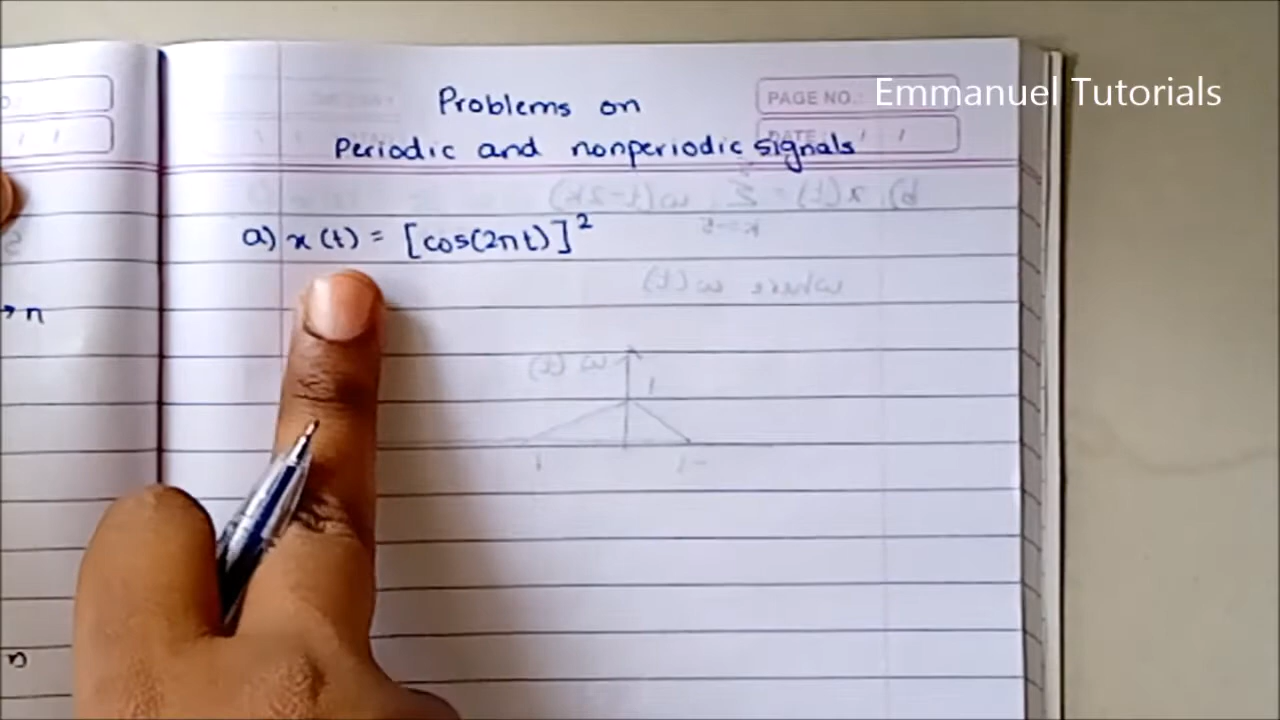 Emmanuel Tutorials
PAGE NO.:
DATE: / /
Problems on
Periodic and nonperiodic signals
a) x(t) = [cos(2πt)]²
→ n